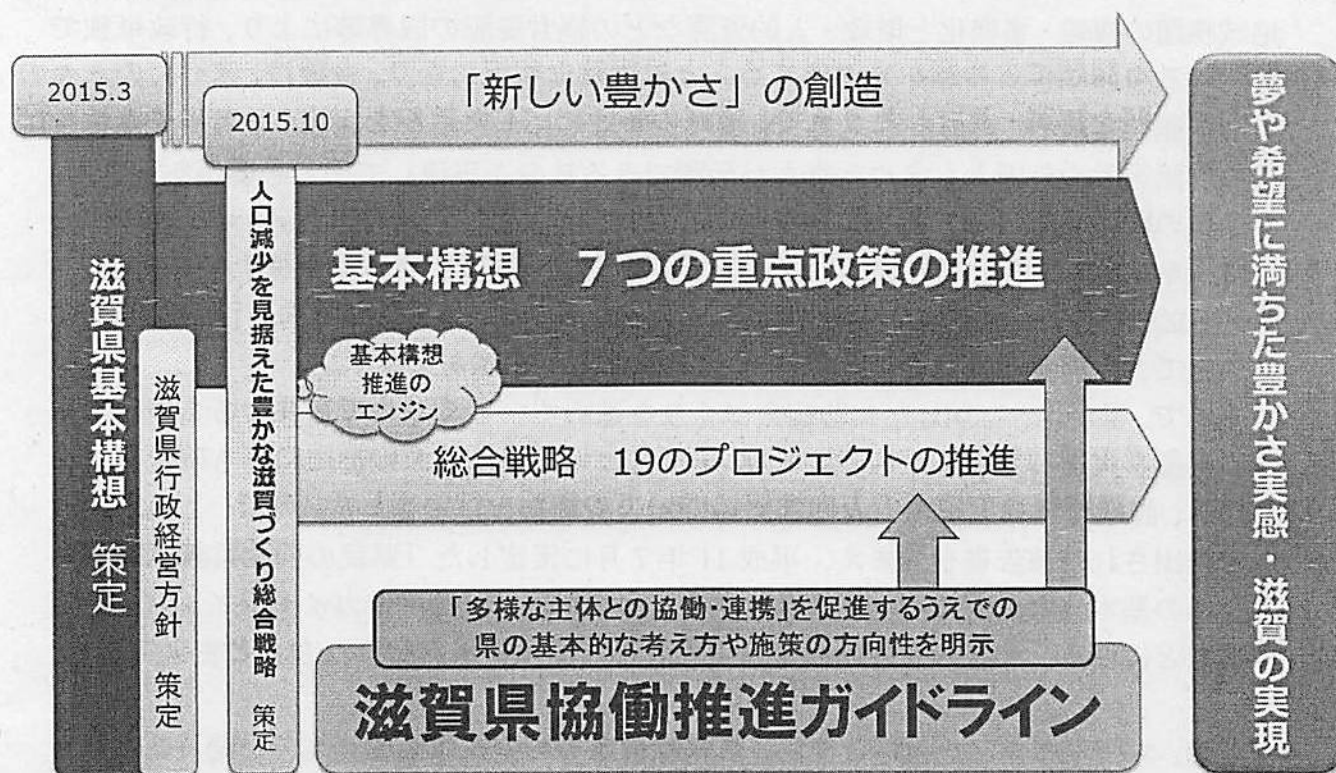 2015.3
「新しい豊かさ」の創造
2015.10
滋賀県基本構想 策定
滋賀県行政経営方針 策定
人口減少を見据えた豊かな滋賀づくり総合戦略 策定
基本構想 7つの重点政策の推進
基本構想
推進の
エンジン
総合戦略 19のプロジェクトの推進
「多様な主体との協働・連携」を促進するうえでの
県の基本的な考え方や施策の方向性を明示
滋賀県協働推進ガイドライン
夢や希望に満ちた豊かさ実感・滋賀の実現